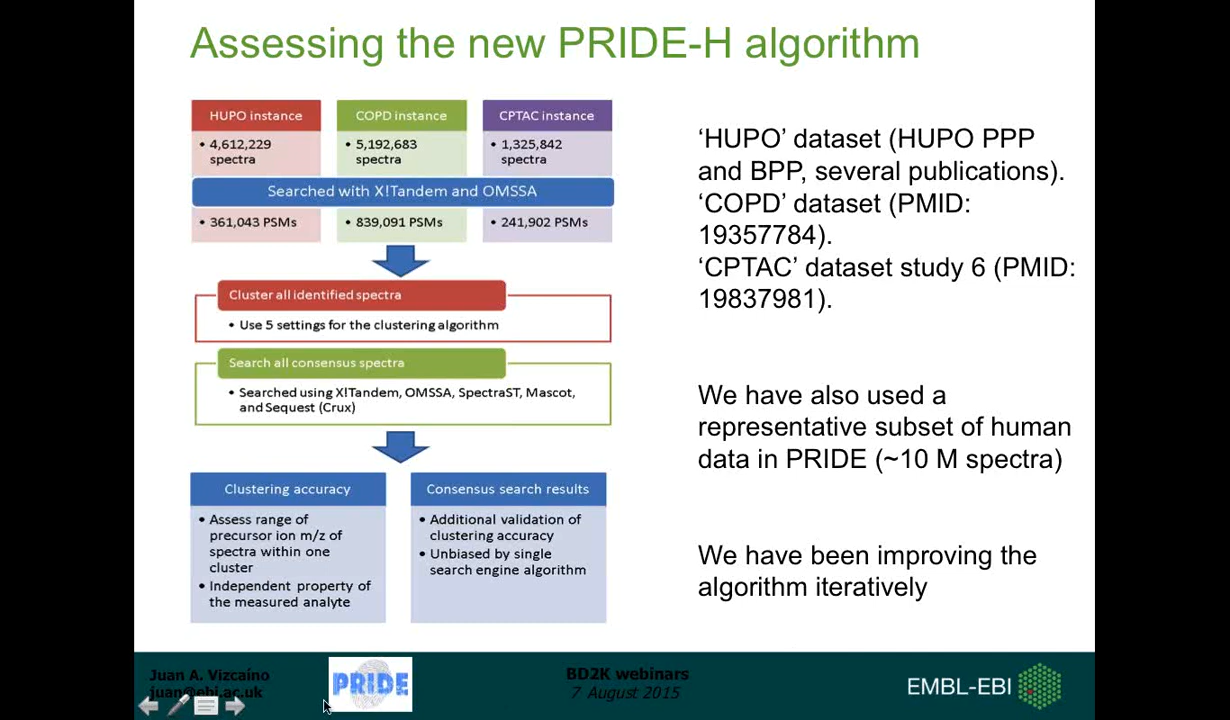 Assessing the new PRIDE-H algorithm
HUPO instance
• 4,612,229
spectra
COPD instance
• 5,192,683
spectra
CPTAC instance
• 1,325,842
spectra
Searched with X!Tandem and OMSSA
• 361,043 PSMs
• 839,091 PSMs
• 241,902 PSMs
Cluster all identified spectra
• Use 5 settings for the clustering algorithm
Search all consensus spectra
• Searched using X!Tandem, OMSSA, SpectraST, Mascot,
and Sequest (Crux)
Clustering accuracy
• Assess range of
precursor ion m/z of
spectra within one
cluster
• Independent property of
the measured analyte
Consensus search results
• Additional validation of
clustering accuracy
• Unbiased by single
search engine algorithm
‘HUPO’ dataset (HUPO PPP
and BPP, several publications).
‘COPD’ dataset (PMID:
19357784).
‘CPTAC’ dataset study 6 (PMID:
19837981).
We have also used a
representative subset of human
data in PRIDE (~10 M spectra)
We have been improving the
algorithm iteratively
Juan A. Vizcaíno
juan@ebi.ac.uk
PRIDE
BD2K webinars
7 August 2015
EMBL-EBI